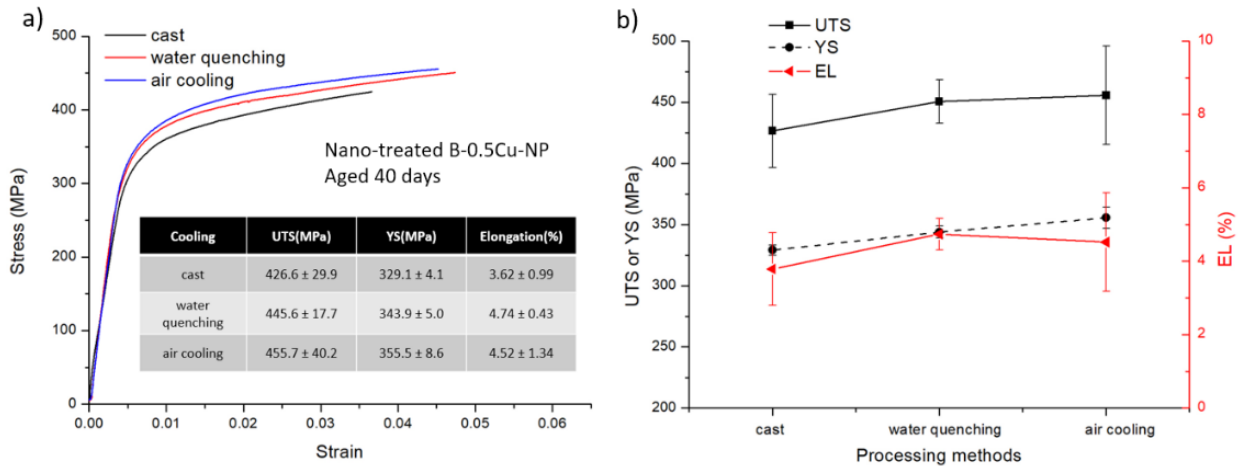 a)
cast
water quenching
air cooling
Nano-treated B-0.5Cu-NP
Aged 40 days
Cooling UTS(MPa) YS(MPa) Elongation(%)
cast 426.6 ± 29.9 329.1 ± 4.1 3.62 ± 0.99
water quenching 445.6 ± 17.7 343.9 ± 5.0 4.74 ± 0.43
air cooling 455.7 ± 40.2 355.5 ± 8.6 4.52 ± 1.34
Stress (MPa)
500
400
300
200
100
0
0.00 0.01 0.02 0.03 0.04 0.05 0.06
Strain
b)
UTS
YS
EL
UTS or YS (MPa)
500
450
400
350
300
250
200
10
8
6
4
2
0
EL (%)
cast water quenching air cooling
Processing methods